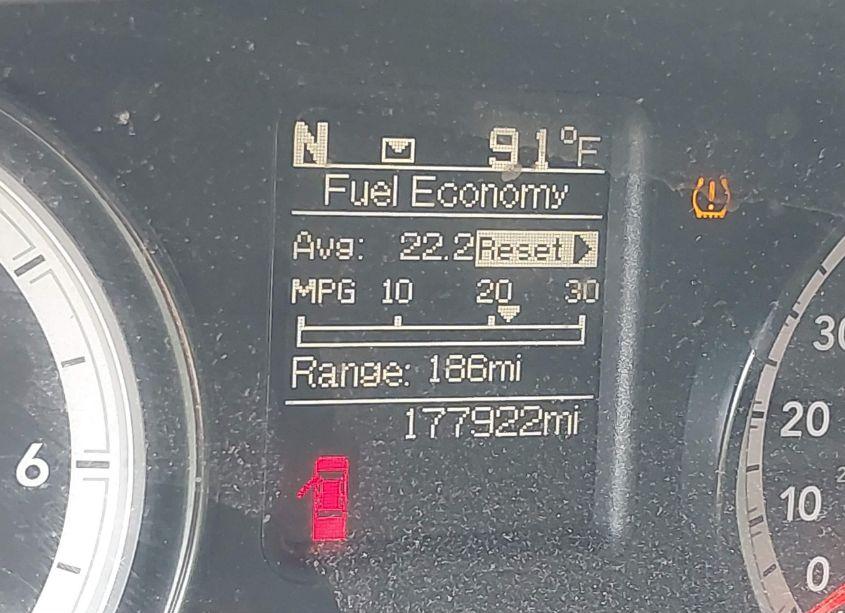 N 91°F
Fuel Economy
Avg: 22.2 Reset
MPG 10 20 30
Range: 186mi
177922mi
6
30
20
10
0